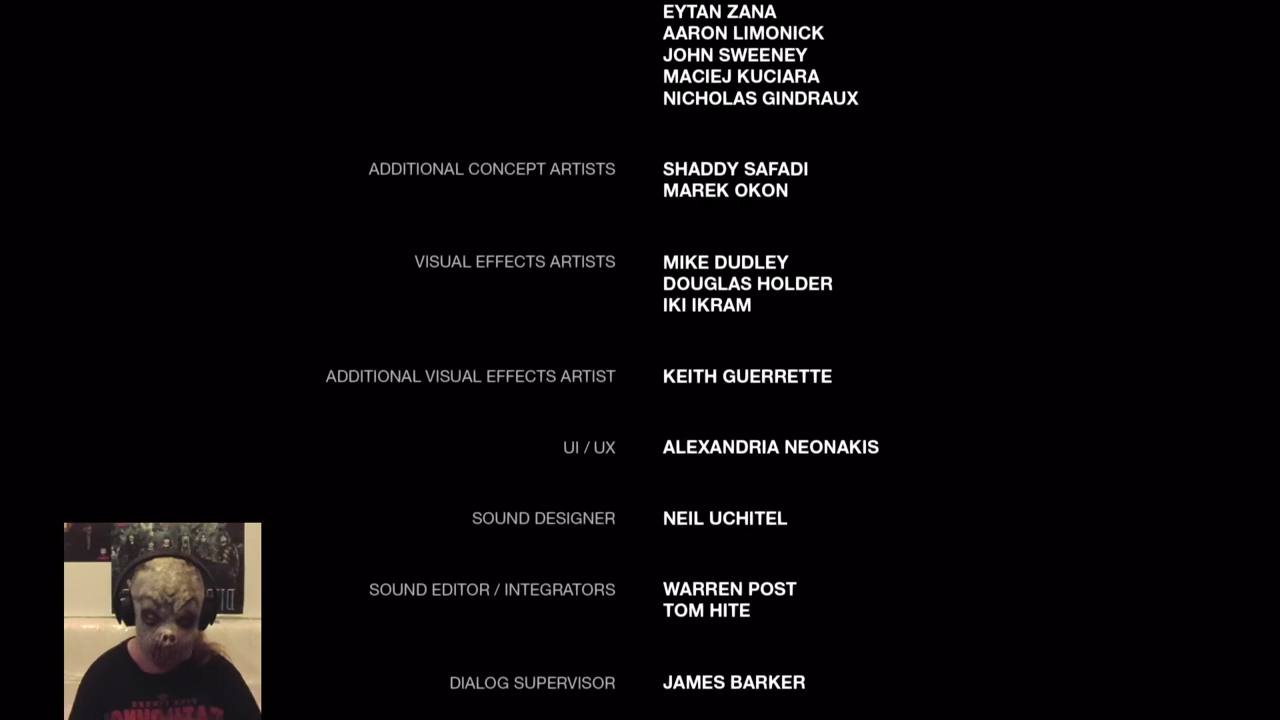 EYTAN ZANA
AARON LIMONICK
JOHN SWEENEY
MACIEJ KUCIARA
NICHOLAS GINDRAUX
ADDITIONAL CONCEPT ARTISTS SHADDY SAFADI
MAREK OKON
VISUAL EFFECTS ARTISTS MIKE DUDLEY
DOUGLAS HOLDER
IKI IKRAM
ADDITIONAL VISUAL EFFECTS ARTIST KEITH GUERRETTE
UI / UX ALEXANDRIA NEONAKIS
SOUND DESIGNER NEIL UCHITEL
SOUND EDITOR / INTEGRATORS WARREN POST
TOM HITE
DIALOG SUPERVISOR JAMES BARKER